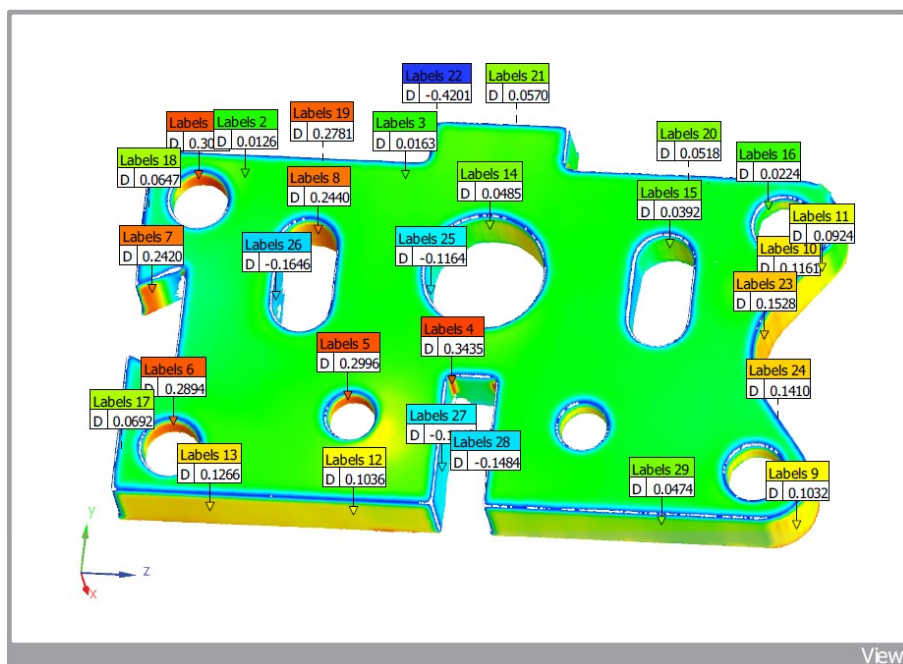 Labels 22
D -0.4201
Labels 21
D 0.0570
Labels 19
D 0.2781
Labels
D 0.30
Labels 2
D 0.0126
Labels 3
D 0.0163
Labels 20
D 0.0518
Labels 18
D 0.0647
Labels 16
D 0.0224
Labels 8
D 0.2440
Labels 14
D 0.0485
Labels 15
D 0.0392
Labels 11
D 0.0924
Labels 7
D 0.2420
Labels 26
D -0.1646
Labels 25
D -0.1164
Labels 10
D 0.1161
Labels 23
D 0.1528
Labels 4
D 0.3435
Labels 5
D 0.2996
Labels 6
D 0.2894
Labels 24
D 0.1410
Labels 17
D 0.0692
Labels 27
D
Labels 28
D -0.1484
Labels 13
D 0.1266
Labels 12
D 0.1036
Labels 29
D 0.0474
Labels 9
D 0.1032
y
z
x
View